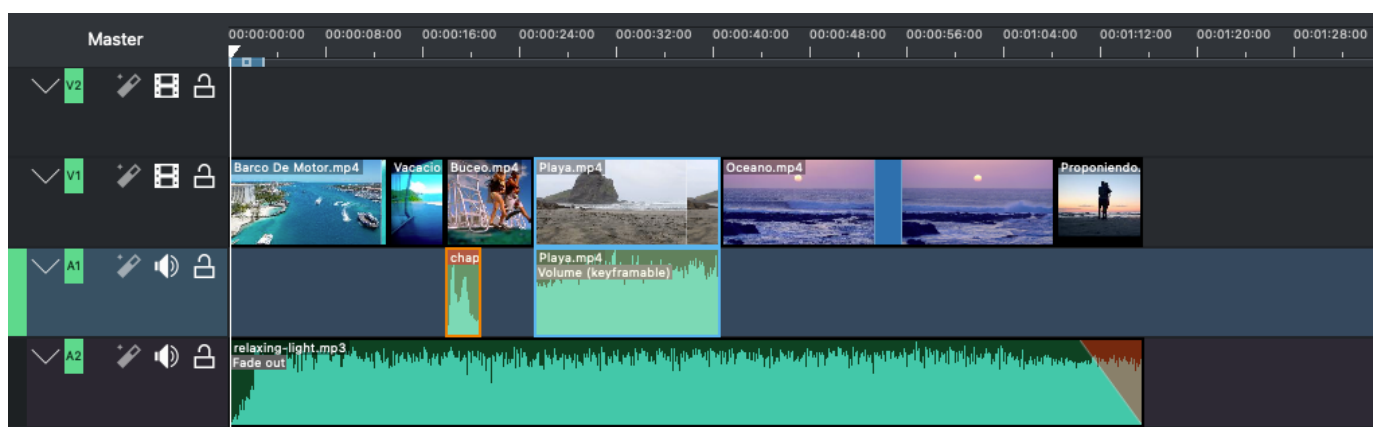 Master
00:00:00:00 00:00:08:00 00:00:16:00 00:00:24:00 00:00:32:00 00:00:40:00 00:00:48:00 00:00:56:00 00:01:04:00 00:01:12:00 00:01:20:00 00:01:28:00
V2
V1
Barco De Motor.mp4 Vacacio Buceo.mp4 Playa.mp4 Oceano.mp4 Proponiendo.
A1
chap Playa.mp4
Volume (keyframable)
A2
relaxing-light.mp3
Fade out